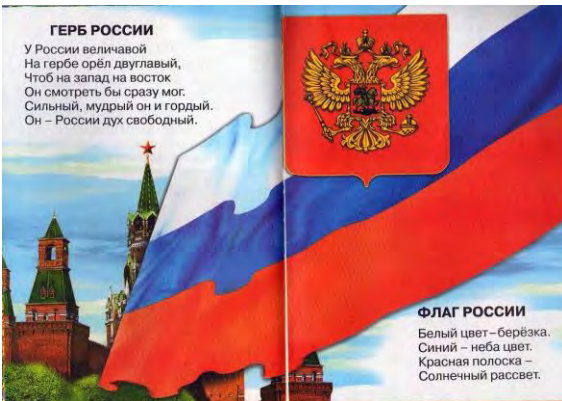 ГЕРБ РОССИИ
У России величавой
На гербе орёл двуглавый,
Чтоб на запад на восток
Он смотреть бы сразу мог.
Сильный, мудрый он и гордый.
Он – России дух свободный.
ФЛАГ РОССИИ
Белый цвет – берёзка.
Синий – неба цвет.
Красная полоска –
Солнечный рассвет.